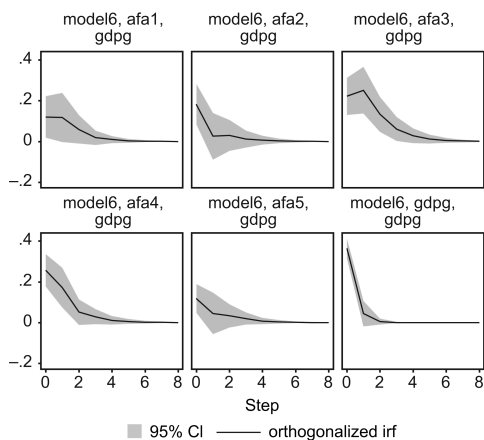 model6, afa1,
gdpg
model6, afa2,
gdpg
model6, afa3,
gdpg
.4
.2
0
–.2
model6, afa4,
gdpg
model6, afa5,
gdpg
model6, gdpg,
gdpg
.4
.2
0
–.2
0 2 4 6 8
0 2 4 6 8
0 2 4 6 8
Step
95% CI
orthogonalized irf